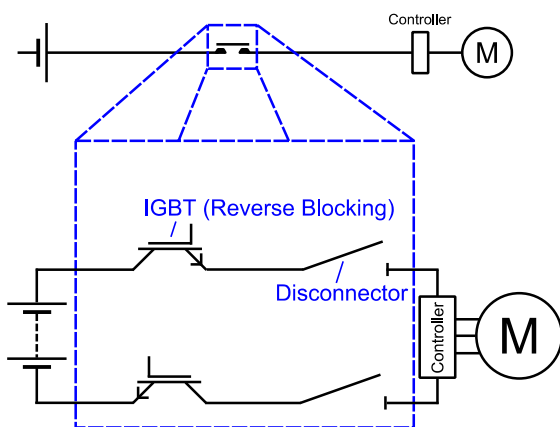 Controller
M
IGBT (Reverse Blocking)
Disconnector
Controller
M